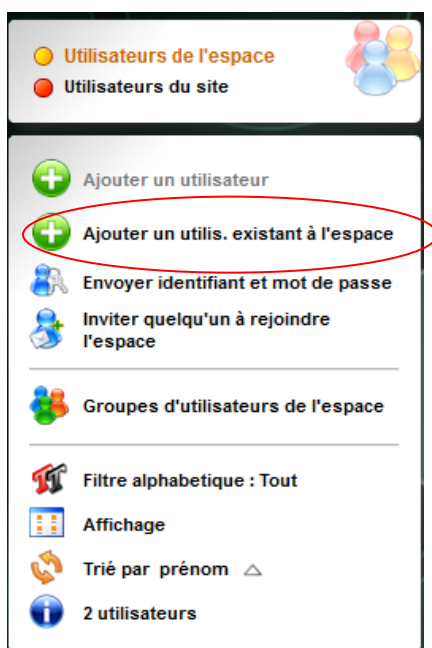 Utilisateurs de l'espace
Utilisateurs du site
Ajouter un utilisateur
Ajouter un utilis. existant à l'espace
Envoyer identifiant et mot de passe
Inviter quelqu'un à rejoindre
l'espace
Groupes d'utilisateurs de l'espace
Filtre alphabetique : Tout
Affichage
Trié par prénom
2 utilisateurs